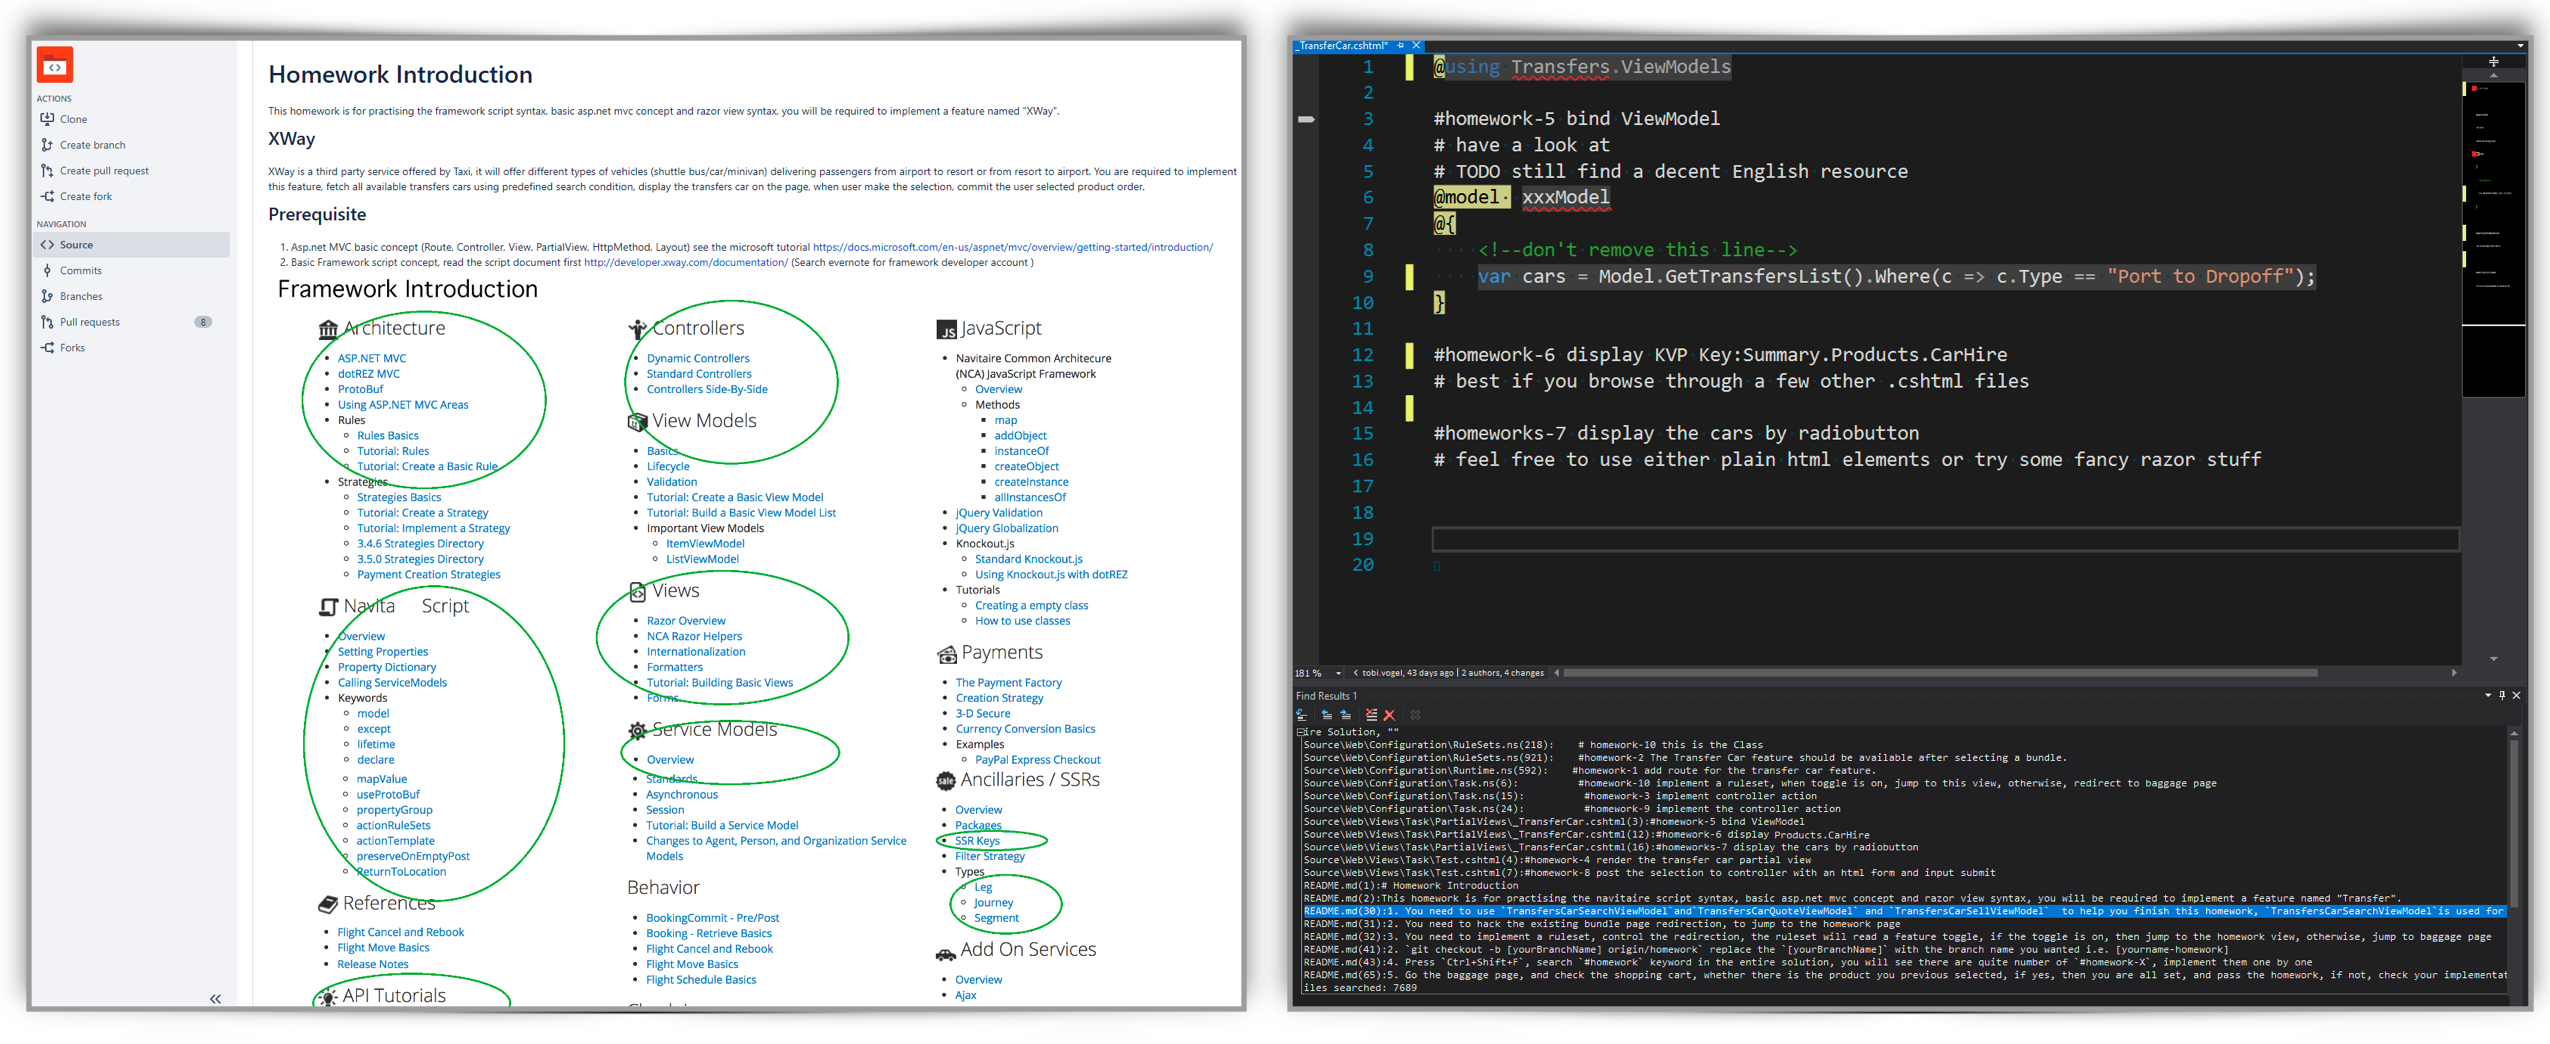 ACTIONS
Clone
Create branch
Create pull request
Create fork
NAVIGATION
Source
Commits
Branches
Pull requests 8
Forks
Homework Introduction
This homework is for practising the framework script syntax, basic asp.net mvc concept and razor view syntax, you will be required to implement a feature named "XWay".
XWay
XWay is a third party service offered by Taxi, it will offer different types of vehicles (shuttle bus/car/minivan) delivering passengers from airport to resort or from resort to airport. You are required to implement
this feature, fetch all available transfers cars using predefined search condition, display the transfers car on the page, when user make the selection, commit the user selected product order.
Prerequisite
1. Asp.net MVC basic concept (Route, Controller, View, PartialView, HttpMethod, Layout) see the microsoft tutorial https://docs.microsoft.com/en-us/aspnet/mvc/overview/getting-started/introduction/
2. Basic Framework script concept, read the script document first http://developer.xway.com/documentation/ (Search evernote for framework developer account )
Framework Introduction
Architecture
ASP.NET MVC
dotREZ MVC
ProtoBuf
Using ASP.NET MVC Areas
Rules
Rules Basics
Tutorial: Rules
Tutorial: Create a Basic Rule
Strategies
Strategies Basics
Tutorial: Create a Strategy
Tutorial: Implement a Strategy
3.4.6 Strategies Directory
3.5.0 Strategies Directory
Payment Creation Strategies
Navita Script
Overview
Setting Properties
Property Dictionary
Calling ServiceModels
Keywords
model
except
lifetime
declare
mapValue
useProtoBuf
propertyGroup
actionRuleSets
actionTemplate
preserveOnEmptyPost
ReturnToLocation
References
Flight Cancel and Rebook
Flight Move Basics
Release Notes
API Tutorials
Controllers
Dynamic Controllers
Standard Controllers
Controllers Side-By-Side
View Models
Basics
Lifecycle
Validation
Tutorial: Create a Basic View Model
Tutorial: Build a Basic View Model List
Important View Models
ItemViewModel
ListViewModel
Views
Razor Overview
NCA Razor Helpers
Internationalization
Formatters
Tutorial: Building Basic Views
Forms
Service Models
Overview
Standards
Asynchronous
Session
Tutorial: Build a Service Model
Changes to Agent, Person, and Organization Service
Models
Behavior
BookingCommit - Pre/Post
Booking - Retrieve Basics
Flight Cancel and Rebook
Flight Move Basics
Flight Schedule Basics
JS JavaScript
Navitaire Common Architecure
(NCA) JavaScript Framework
Overview
Methods
map
addObject
instanceOf
createObject
createInstance
allInstancesOf
jQuery Validation
jQuery Globalization
Knockout.js
Standard Knockout.js
Using Knockout.js with dotREZ
Tutorials
Creating a empty class
How to use classes
Payments
The Payment Factory
Creation Strategy
3-D Secure
Currency Conversion Basics
Examples
PayPal Express Checkout
sale Ancillaries / SSRs
Overview
Packages
SSR Keys
Filter Strategy
Types
Leg
Journey
Segment
Add On Services
Overview
Ajax
_TransferCar.cshtml*
1 @using Transfers.ViewModels
2
3 #homework-5 bind ViewModel
4 # have a look at
5 # TODO still find a decent English resource
6 @model xxxModel
7 @{
8 <!--don't remove this line-->
9 var cars = Model.GetTransfersList().Where(c => c.Type == "Port to Dropoff");
10 }
11
12 #homework-6 display KVP Key:Summary.Products.CarHire
13 # best if you browse through a few other .cshtml files
14
15 #homeworks-7 display the cars by radiobutton
16 # feel free to use either plain html elements or try some fancy razor stuff
17
18
19
20
181 % tobi.vogel, 43 days ago | 2 authors, 4 changes
Find Results 1
ire Solution, ""
Source\Web\Configuration\RuleSets.ns(218): # homework-10 this is the Class
Source\Web\Configuration\RuleSets.ns(921): #homework-2 The Transfer Car feature should be available after selecting a bundle.
Source\Web\Configuration\Runtime.ns(592): #homework-1 add route for the transfer car feature.
Source\Web\Configuration\Task.ns(6): #homework-10 implement a ruleset, when toggle is on, jump to this view, otherwise, redirect to baggage page
Source\Web\Configuration\Task.ns(15): #homework-3 implement controller action
Source\Web\Configuration\Task.ns(24): #homework-9 implement the controller action
Source\Web\Views\Task\PartialViews\_TransferCar.cshtml(3):#homework-5 bind ViewModel
Source\Web\Views\Task\PartialViews\_TransferCar.cshtml(12):#homework-6 display Products.CarHire
Source\Web\Views\Task\PartialViews\_TransferCar.cshtml(16):#homeworks-7 display the cars by radiobutton
Source\Web\Views\Task\Test.cshtml(4):#homework-4 render the transfer car partial view
Source\Web\Views\Task\Test.cshtml(7):#homework-8 post the selection to controller with an html form and input submit
README.md(1):# Homework Introduction
README.md(2):This homework is for practising the navitaire script syntax, basic asp.net mvc concept and razor view syntax, you will be required to implement a feature named "Transfer".
README.md(30):1. You need to use `TransfersCarSearchViewModel`and`TransfersCarQuoteViewModel` and `TransfersCarSellViewModel` to help you finish this homework, `TransfersCarSearchViewModel`is used for
README.md(31):2. You need to hack the existing bundle page redirection, to jump to the homework page
README.md(32):3. You need to implement a ruleset, control the redirection, the ruleset will read a feature toggle, if the toggle is on, then jump to the homework view, otherwise, jump to baggage page
README.md(41):2. `git checkout -b [yourBranchName] origin/homework` replace the `[yourBranchName]` with the branch name you wanted i.e. [yourname-homework]
README.md(43):4. Press `Ctrl+Shift+F`, search `#homework` keyword in the entire solution, you will see there are quite number of `#homework-X`, implement them one by one
README.md(65):5. Go the baggage page, and check the shopping cart, whether there is the product you previous selected, if yes, then you are all set, and pass the homework, if not, check your implementat
iles searched: 7689